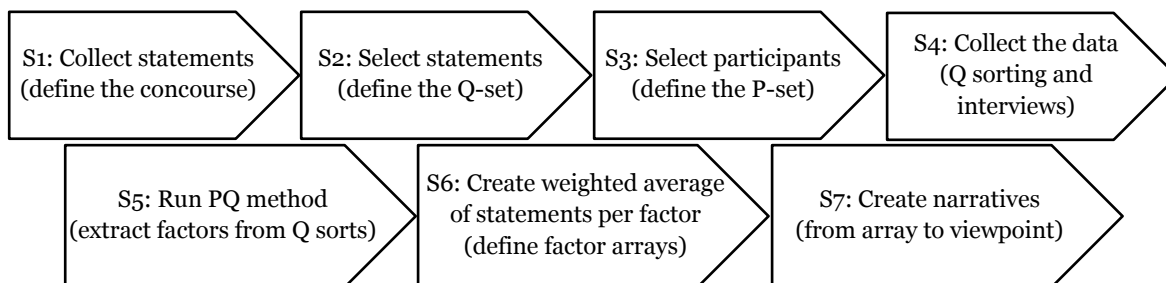 S1: Collect statements
(define the concourse)
S2: Select statements
(define the Q-set)
S3: Select participants
(define the P-set)
S4: Collect the data
(Q sorting and
interviews)
S5: Run PQ method
(extract factors from Q sorts)
S6: Create weighted average
of statements per factor
(define factor arrays)
S7: Create narratives
(from array to viewpoint)